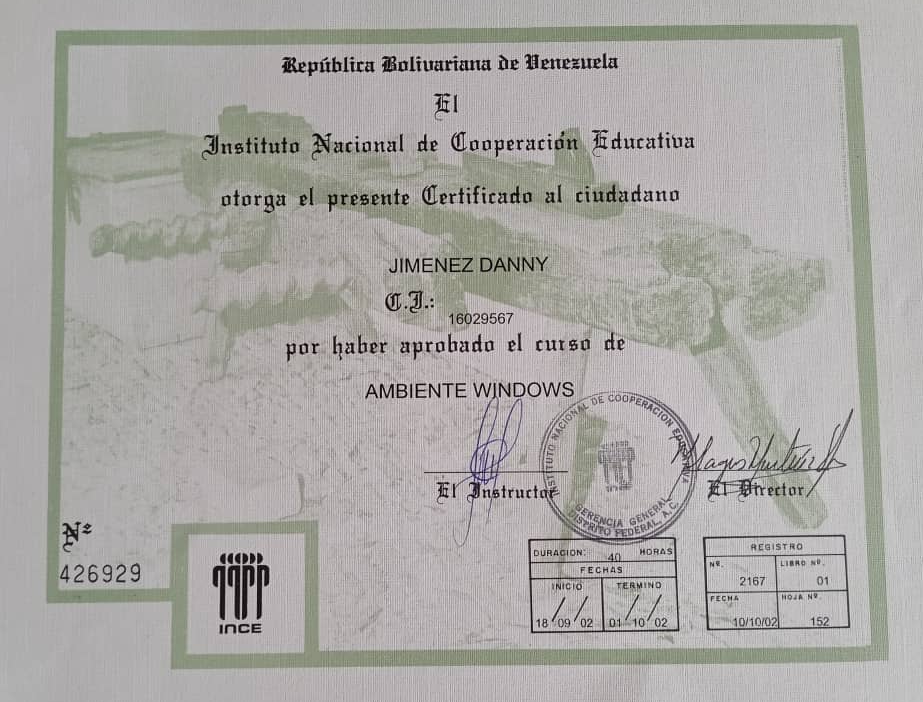 República Bolivariana de Venezuela
El
Instituto Nacional de Cooperación Educativa
otorga el presente Certificado al ciudadano
JIMENEZ DANNY
C.I.:
16029567
por haber aprobado el curso de
AMBIENTE WINDOWS
INSTITUTO NACIONAL DE COOPERACION EDUCATIVA
GERENCIA GENERAL
DISTRITO FEDERAL, A.C.
El Instructor
El Director
Nº
426929
INCE
DURACION: 40 HORAS
FECHAS
INICIO TERMINO
18/09/02 01/10/02
REGISTRO
Nº. LIBRO Nº.
2167 01
FECHA HOJA Nº.
10/10/02 152